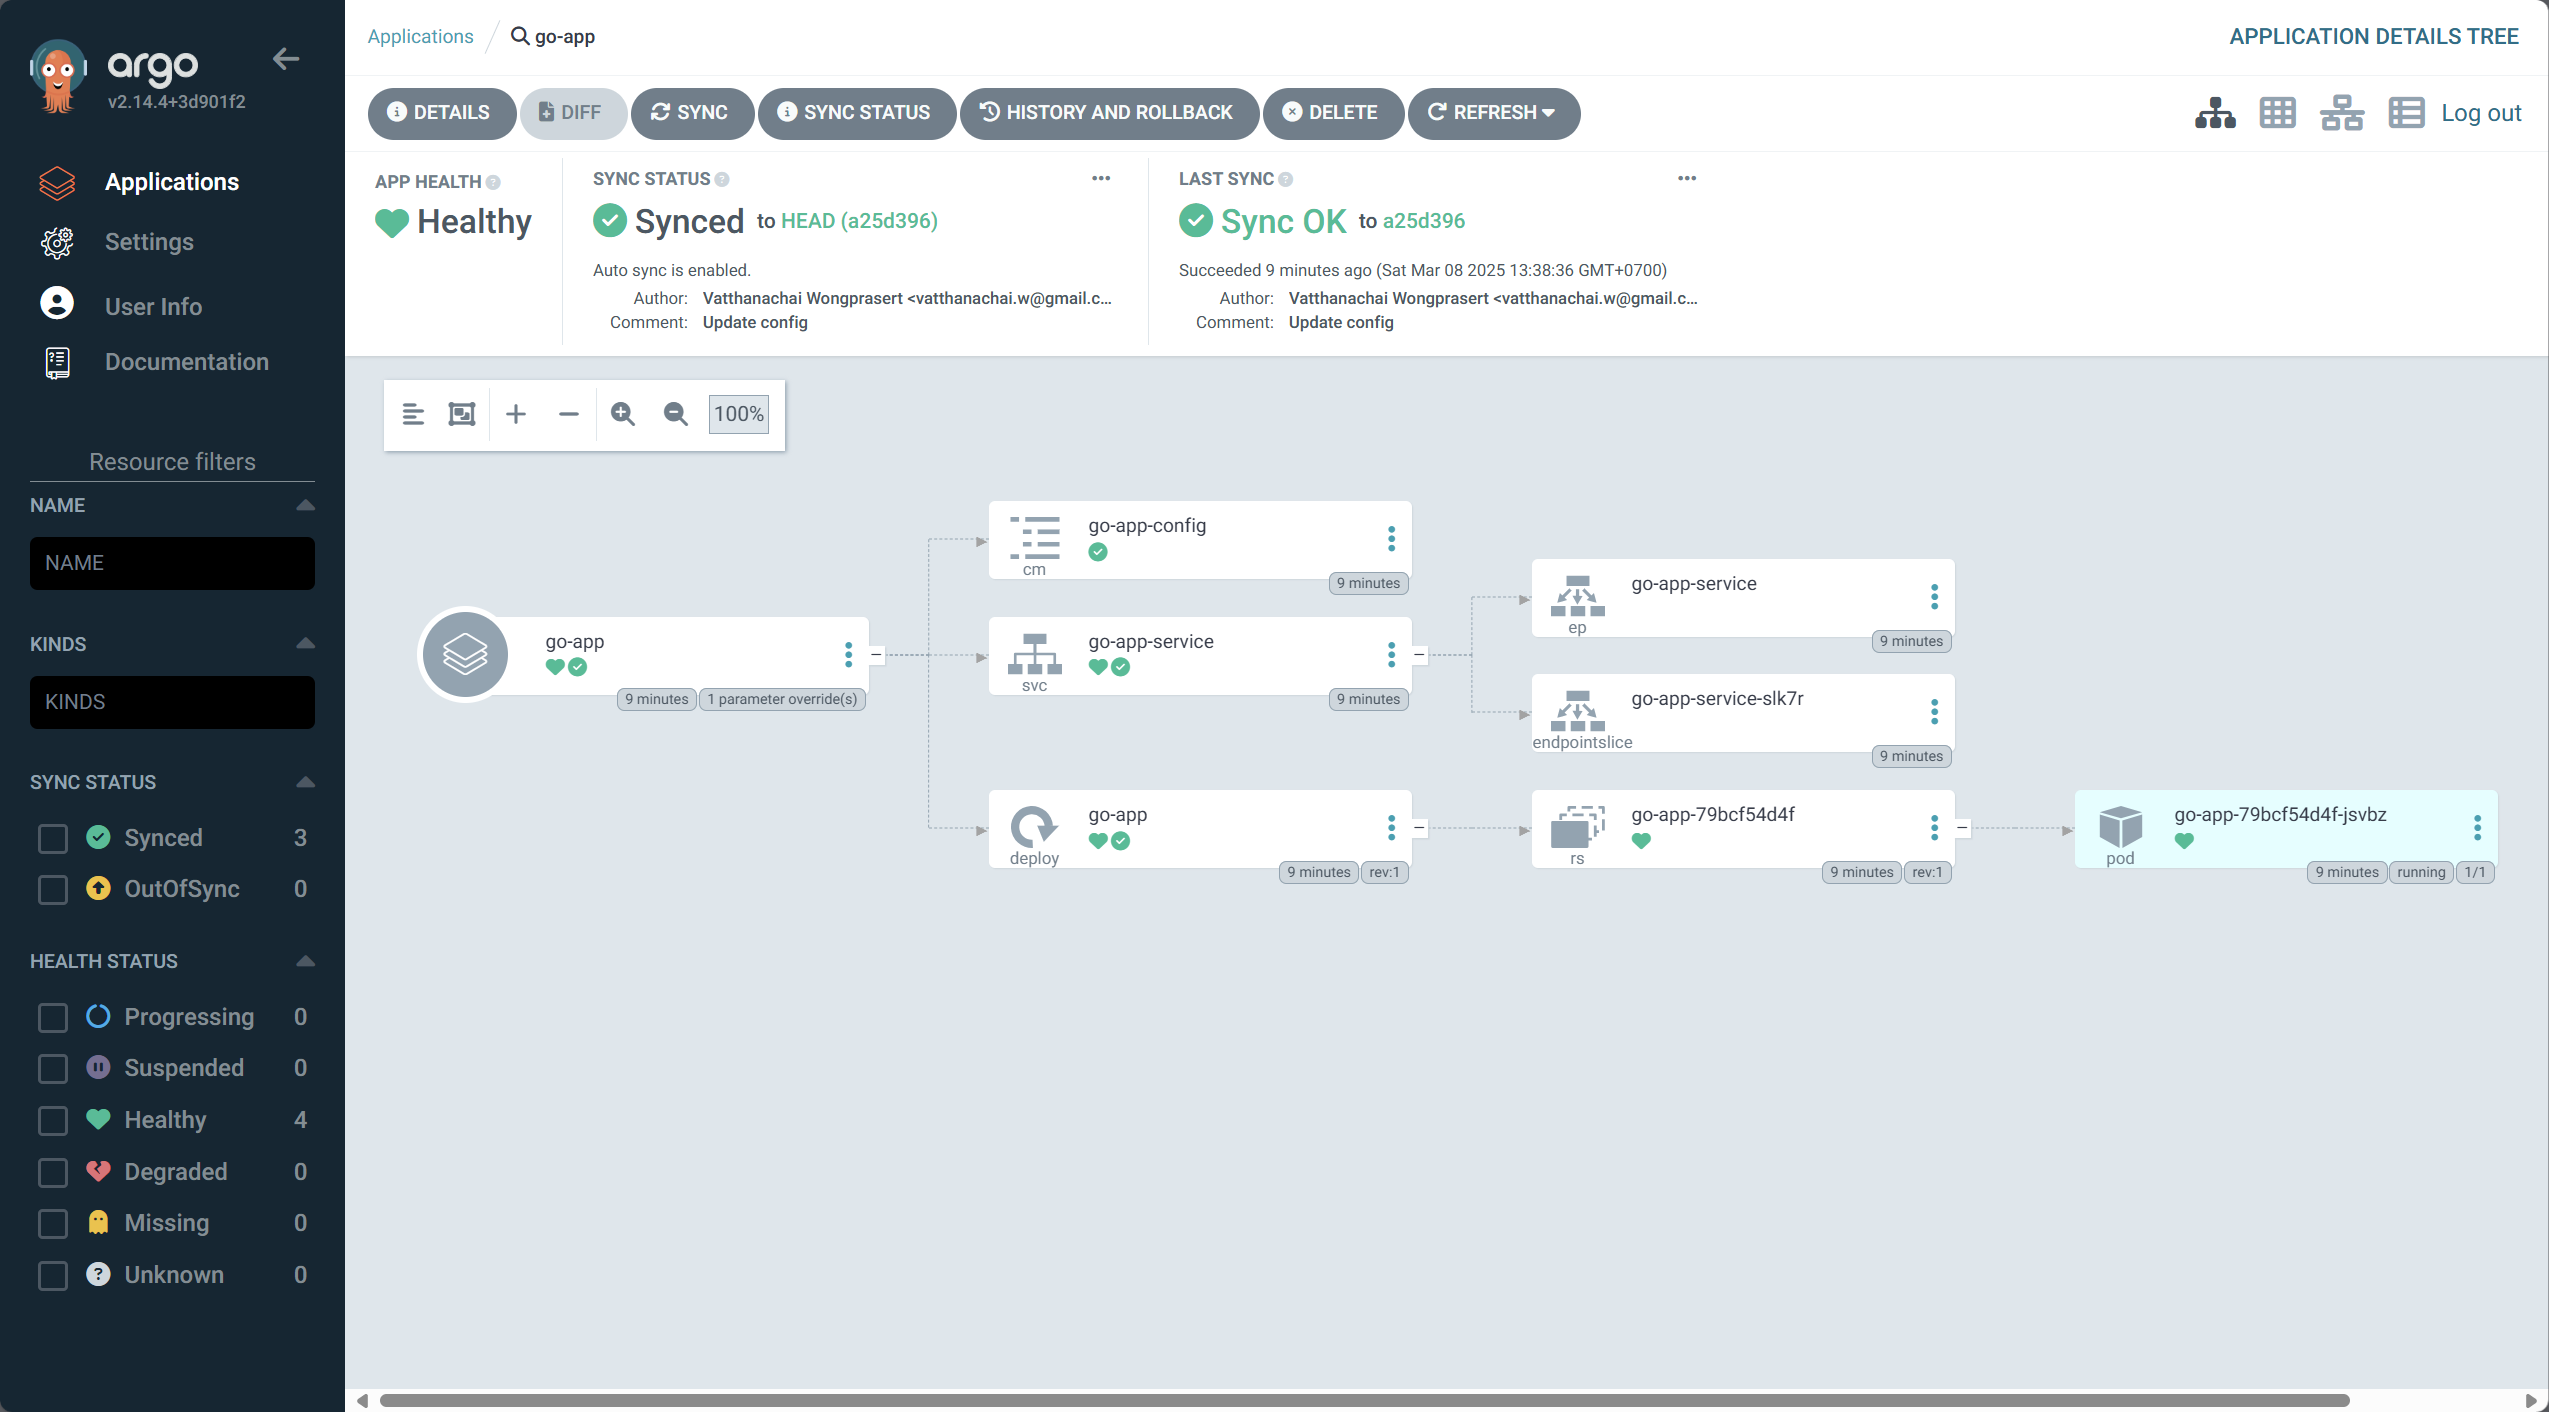 argo
v2.14.4+3d901f2
Applications
Settings
User Info
Documentation
Resource filters
NAME
NAME
KINDS
KINDS
SYNC STATUS
Synced 3
OutOfSync 0
HEALTH STATUS
Progressing 0
Suspended 0
Healthy 4
Degraded 0
Missing 0
Unknown 0
Applications / go-app
APPLICATION DETAILS TREE
DETAILS DIFF SYNC SYNC STATUS HISTORY AND ROLLBACK DELETE REFRESH
Log out
APP HEALTH
Healthy
SYNC STATUS
Synced to HEAD (a25d396)
Auto sync is enabled.
Author: Vatthanachai Wongprasert <vatthanachai.w@gmail.c...
Comment: Update config
LAST SYNC
Sync OK to a25d396
Succeeded 9 minutes ago (Sat Mar 08 2025 13:38:36 GMT+0700)
Author: Vatthanachai Wongprasert <vatthanachai.w@gmail.c...
Comment: Update config
100%
go-app
9 minutes 1 parameter override(s)
go-app-config
cm
9 minutes
go-app-service
svc
9 minutes
go-app-service
ep
9 minutes
go-app-service-slk7r
endpointslice
9 minutes
go-app
deploy
9 minutes rev:1
go-app-79bcf54d4f
rs
9 minutes rev:1
go-app-79bcf54d4f-jsvbz
pod
9 minutes running 1/1